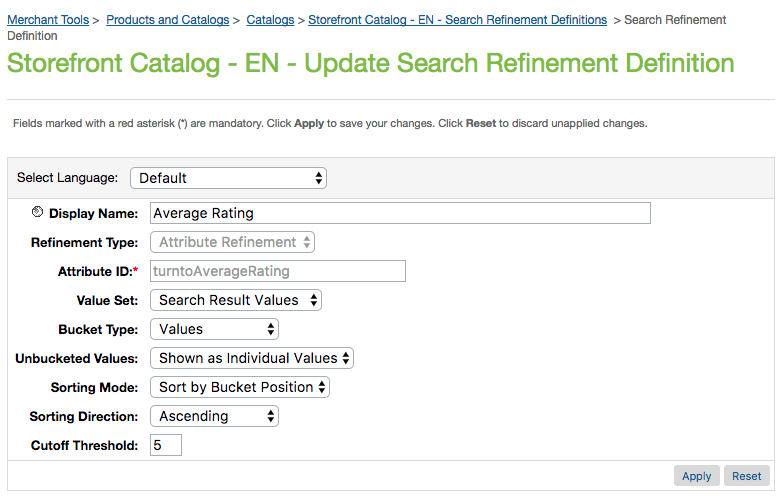 Merchant Tools > Products and Catalogs > Catalogs > Storefront Catalog - EN - Search Refinement Definitions > Search Refinement
Definition
Storefront Catalog - EN - Update Search Refinement Definition
Fields marked with a red asterisk (*) are mandatory. Click Apply to save your changes. Click Reset to discard unapplied changes.
Select Language: Default
Display Name: Average Rating
Refinement Type: Attribute Refinement
Attribute ID:* turntoAverageRating
Value Set: Search Result Values
Bucket Type: Values
Unbucketed Values: Shown as Individual Values
Sorting Mode: Sort by Bucket Position
Sorting Direction: Ascending
Cutoff Threshold: 5
Apply Reset